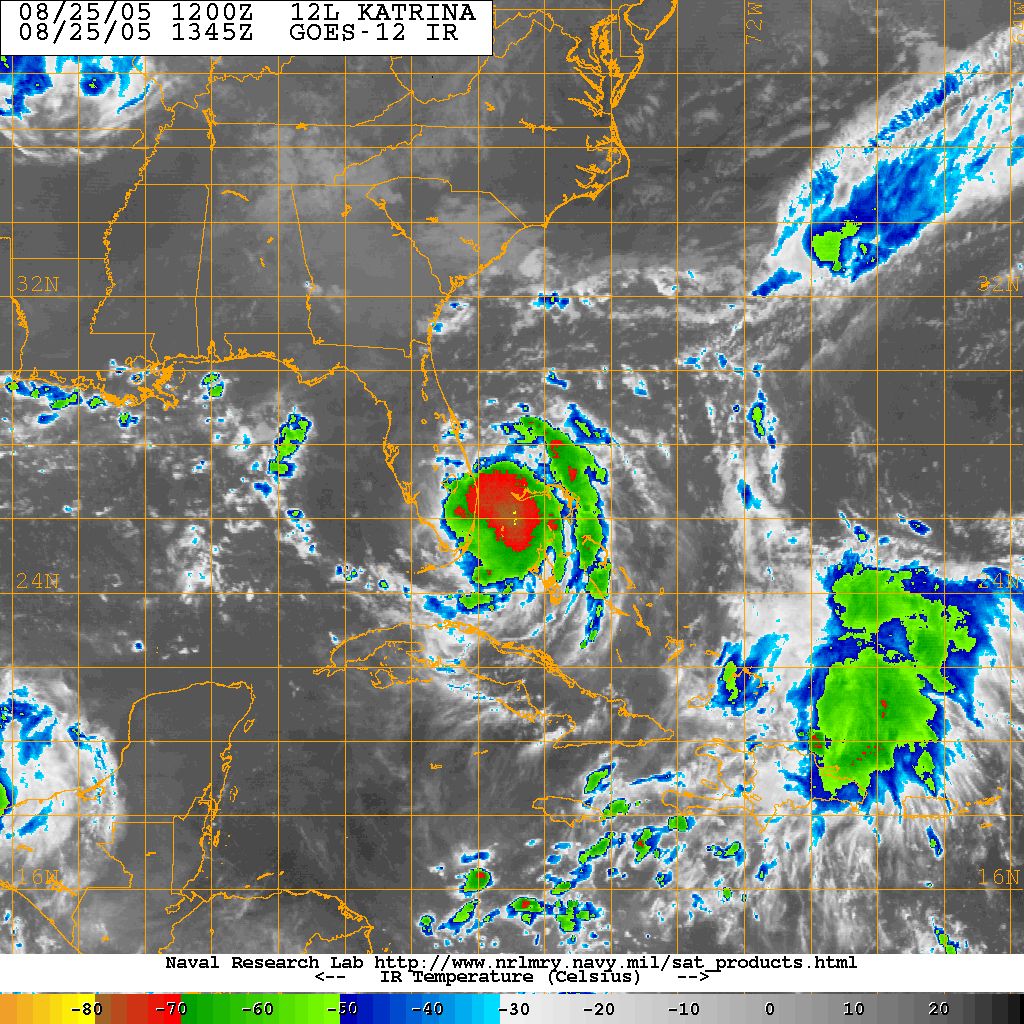 08/25/05 1200Z 12L KATRINA
08/25/05 1345Z GOES-12 IR
72W
32N 32N
24N 24N
16N 16N
Naval Research Lab http://www.nrlmry.navy.mil/sat_products.html
<-- IR Temperature (Celsius) -->
-80 -70 -60 -50 -40 -30 -20 -10 0 10 20